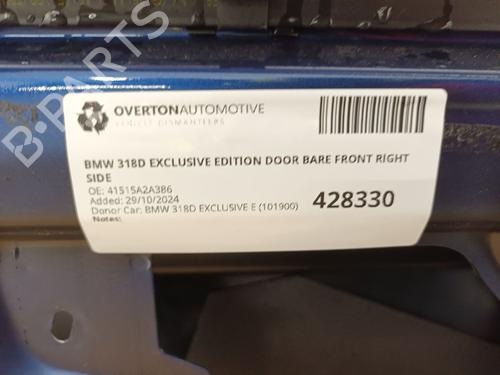 B-PARTS
OVERTONAUTOMOTIVE
VEHICLE DISMANTLERS
BMW 318D EXCLUSIVE EDITION DOOR BARE FRONT RIGHT
SIDE
OE: 41515A2A3B6
Added: 29/10/2024
Donor Car: BMW 318D EXCLUSIVE E (101900)
Notes:
428330